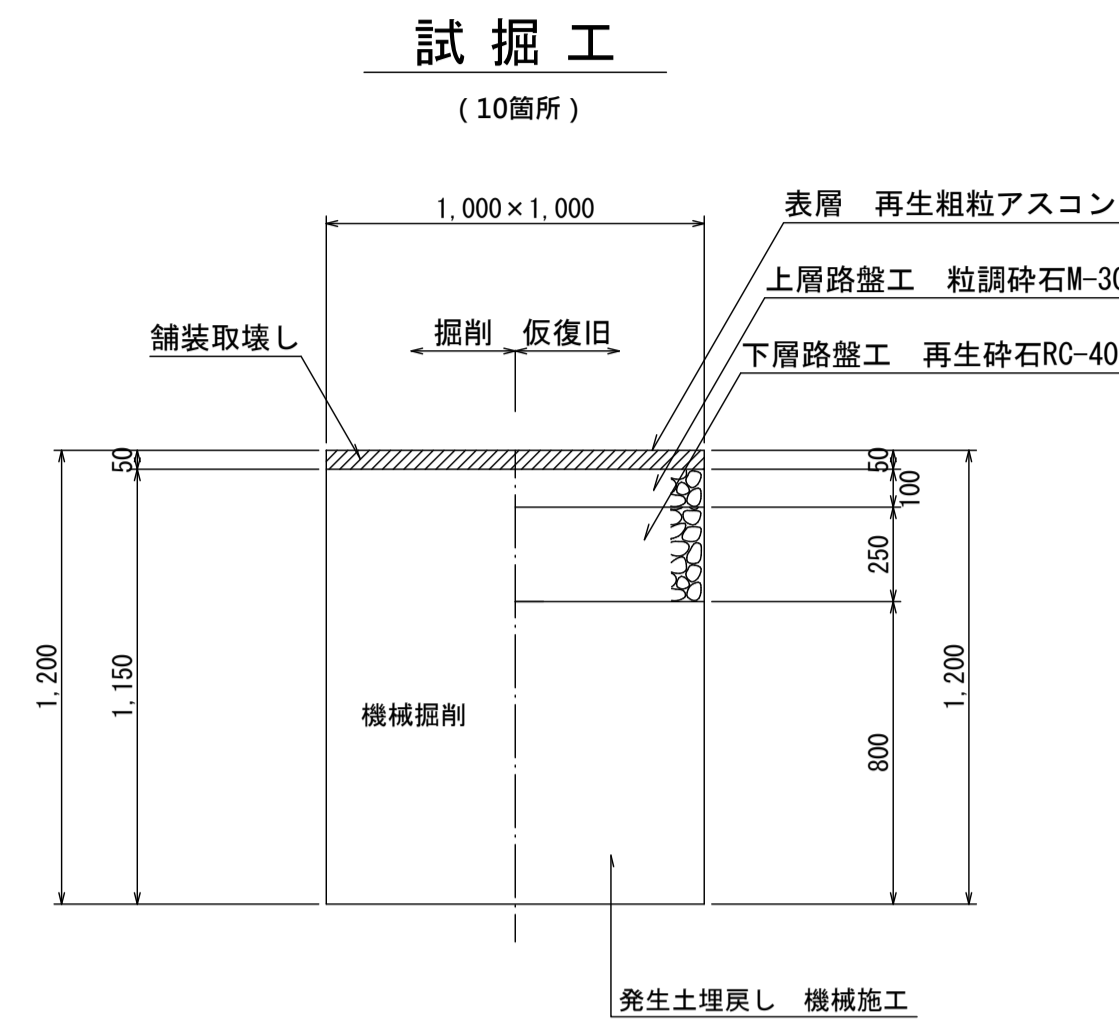 試掘工
(10箇所)
1,000×1,000
表層 再生粗粒アスコン
上層路盤工 粒調砕石M-30
下層路盤工 再生砕石RC-40
舗装取壊し
掘削 仮復旧
50
1,150
1,200
50
100
250
800
1,200
機械掘削
発生土埋戻し 機械施工